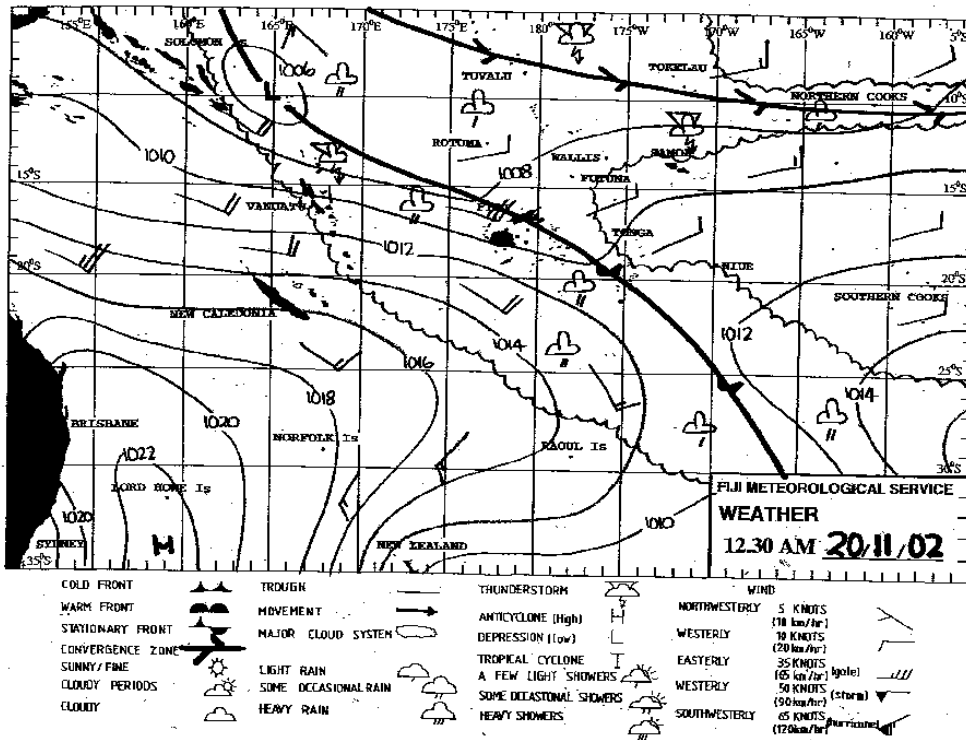 155°E 160°E 165°E 170°E 175°E 180° 175°W 170°W 165°W 160°W 5°S
SOLOMON
1006
TUVALU
TOKELAU
NORTHERN COOKS
10°S
ROTUMA
WALLIS
SAMOA
1010
1008
FUTUNA
15°S
15°S
VANUATU
TONGA
1012
NIUE
20°S
20°S
SOUTHERN COOKS
NEW CALEDONIA
1012
1014
1016
25°S
1018
1014
BRISBANE
1020
NORFOLK Is
RAOUL Is
1022
30°S
LORD HOWE Is
1020
1010
SYDNEY
H
NEW ZEALAND
35°S
FIJI METEOROLOGICAL SERVICE
WEATHER
12.30 AM 20/11/02
COLD FRONT
WARM FRONT
STATIONARY FRONT
CONVERGENCE ZONE
SUNNY/FINE
CLOUDY PERIODS
CLOUDY
TROUGH
MOVEMENT
MAJOR CLOUD SYSTEM
LIGHT RAIN
SOME OCCASIONAL RAIN
HEAVY RAIN
THUNDERSTORM
ANTICYCLONE (High) H
DEPRESSION (low) L
TROPICAL CYCLONE
A FEW LIGHT SHOWERS
SOME OCCASTONAL SHOWERS
HEAVY SHOWERS
WIND
NORTHWESTERLY 5 KNOTS
(10 km/hr)
WESTERLY 10 KNOTS
(20 km/hr)
EASTERLY 35 KNOTS
(65 km/hr) (gale)
WESTERLY 50 KNOTS
(90km/hr) (storm)
SOUTHWESTERLY 65 KNOTS
(120km/hr) (hurricane)